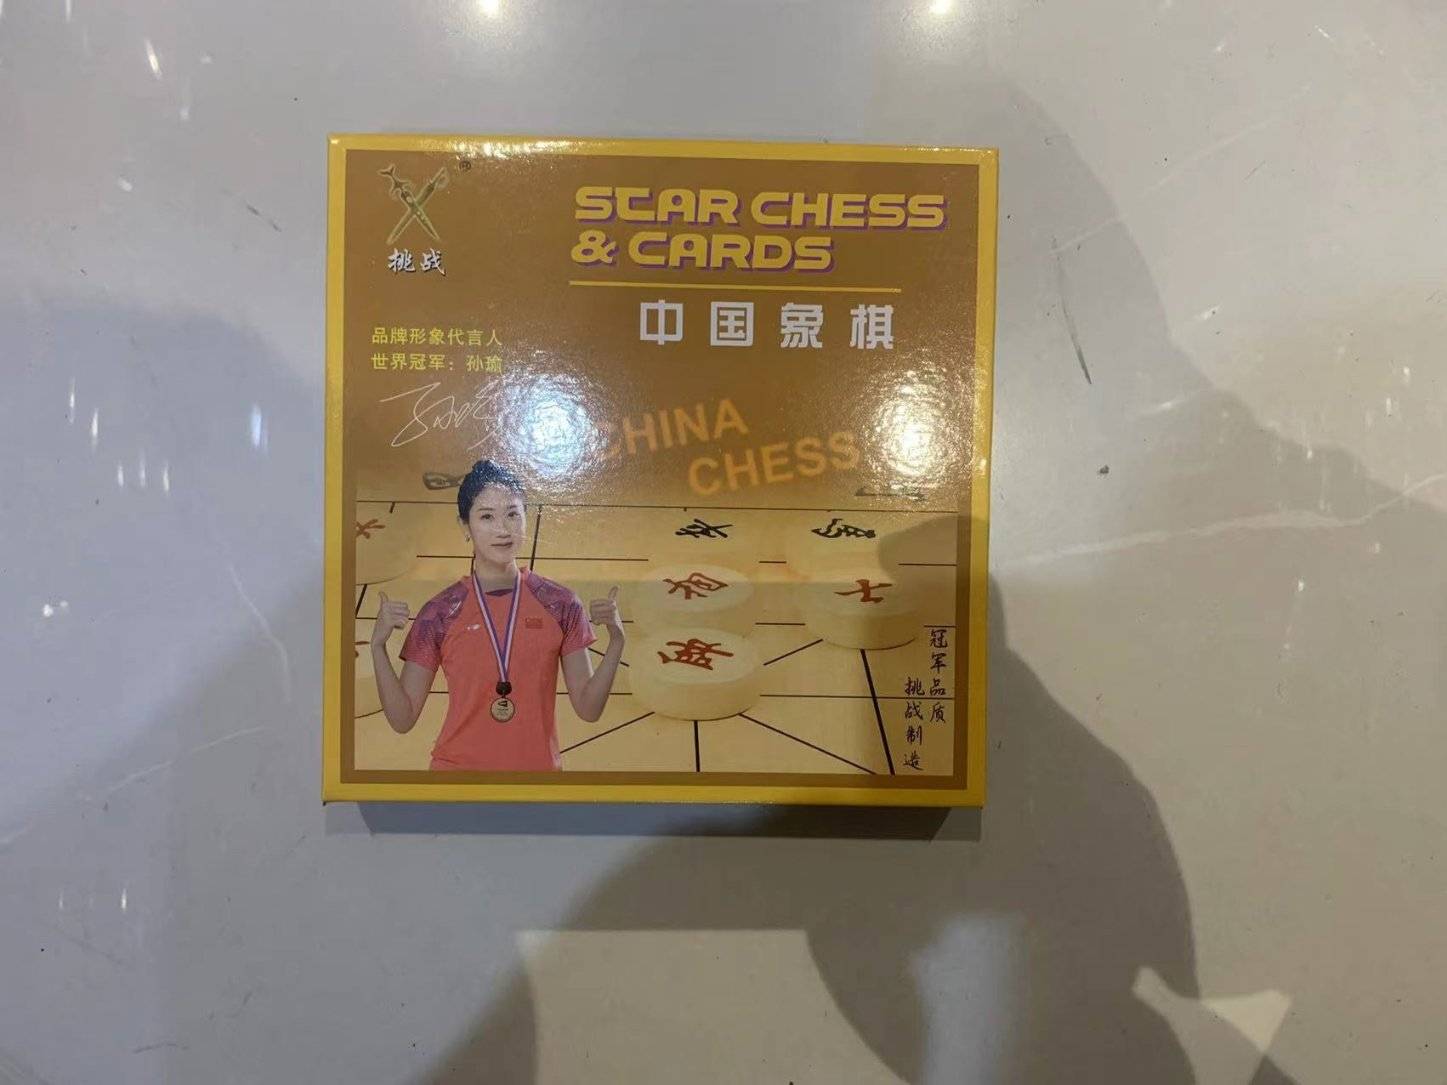 挑战
®
STAR CHESS
& CARDS
中国象棋
品牌形象代言人
世界冠军：孙瑜
CHINA
CHESS
冠军品质
挑战制造